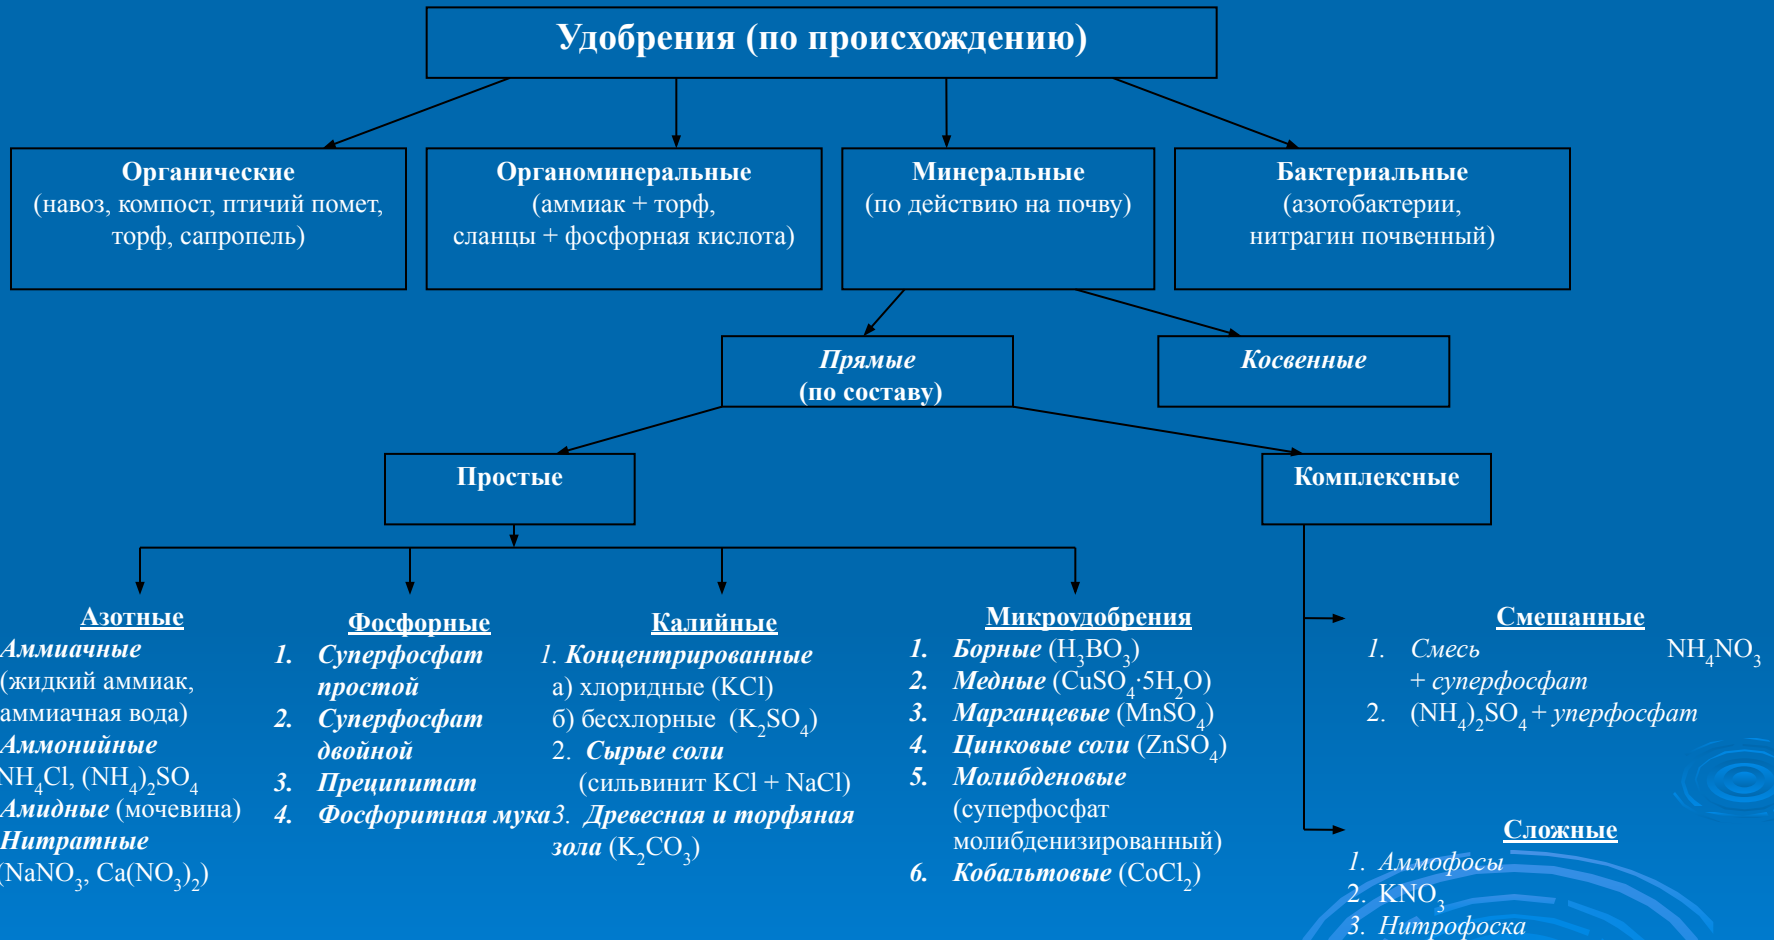 Удобрения (по происхождению)
Органические
(навоз, компост, птичий помет,
торф, сапропель)
Органоминеральные
(аммиак + торф,
сланцы + фосфорная кислота)
Минеральные
(по действию на почву)
Бактериальные
(азотобактерии,
нитрагин почвенный)
Прямые
(по составу)
Косвенные
Простые
Комплексные
Азотные
Аммиачные
(жидкий аммиак,
аммиачная вода)
Аммонийные
NH₄Cl, (NH₄)₂SO₄
Амидные (мочевина)
Нитратные
(NaNO₃, Ca(NO₃)₂)
Фосфорные
1. Суперфосфат
простой
2. Суперфосфат
двойной
3. Преципитат
4. Фосфоритная мука
Калийные
1. Концентрированные
а) хлоридные (KCl)
б) бесхлорные (K₂SO₄)
2. Сырые соли
(сильвинит KCl + NaCl)
3. Древесная и торфяная
зола (K₂CO₃)
Микроудобрения
1. Борные (H₃BO₃)
2. Медные (CuSO₄·5H₂O)
3. Марганцевые (MnSO₄)
4. Цинковые соли (ZnSO₄)
5. Молибденовые
(суперфосфат
молибденизированный)
6. Кобальтовые (CoCl₂)
Смешанные
1. Смесь NH₄NO₃
+ суперфосфат
2. (NH₄)₂SO₄ + уперфосфат
Сложные
1. Аммофосы
2. KNO₃
3. Нитрофоска